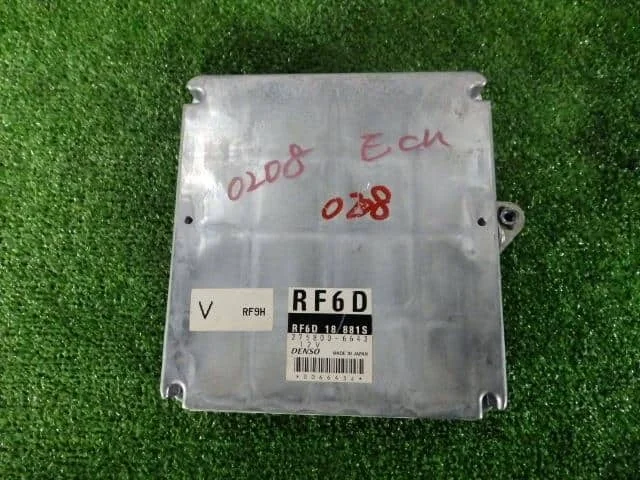 0208 Ecu
0208
V RF9H
RF6D
RF6D 18 881S
275800-6643
12V
DENSO MADE IN JAPAN